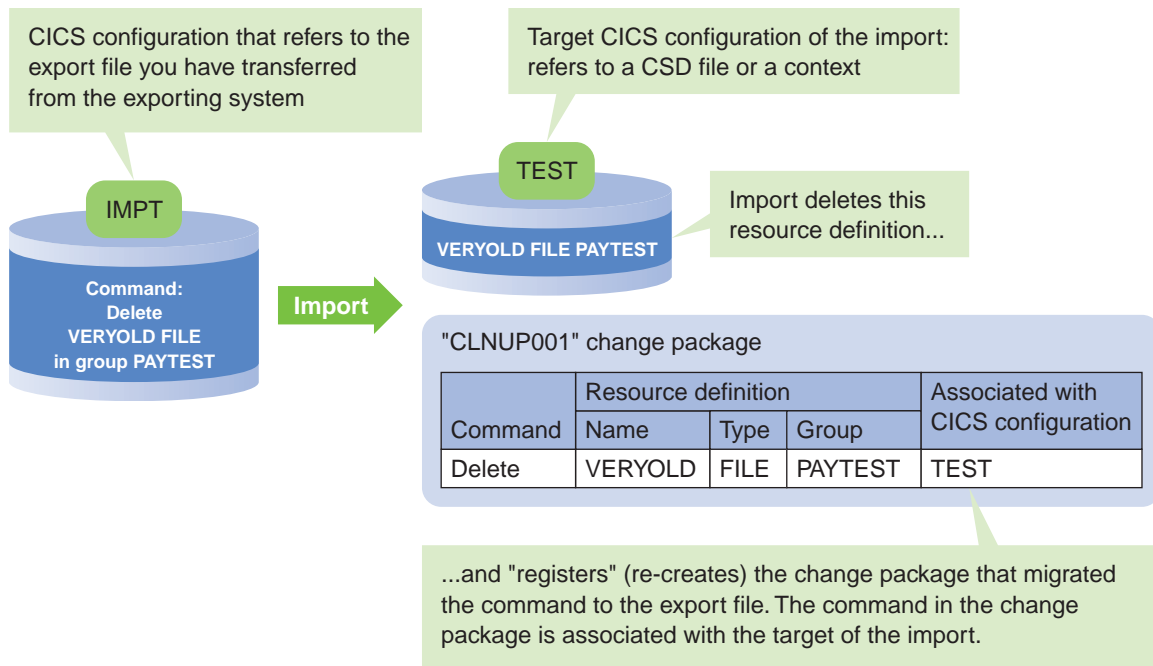 CICS configuration that refers to the
export file you have transferred
from the exporting system
Target CICS configuration of the import:
refers to a CSD file or a context
IMPT
TEST
Command:
Delete
VERYOLD FILE
in group PAYTEST
Import
VERYOLD FILE PAYTEST
Import deletes this
resource definition...
"CLNUP001" change package
Command
Resource definition
Name
Type
Group
Associated with
CICS configuration
Delete
VERYOLD
FILE
PAYTEST
TEST
...and "registers" (re-creates) the change package that migrated
the command to the export file. The command in the change
package is associated with the target of the import.